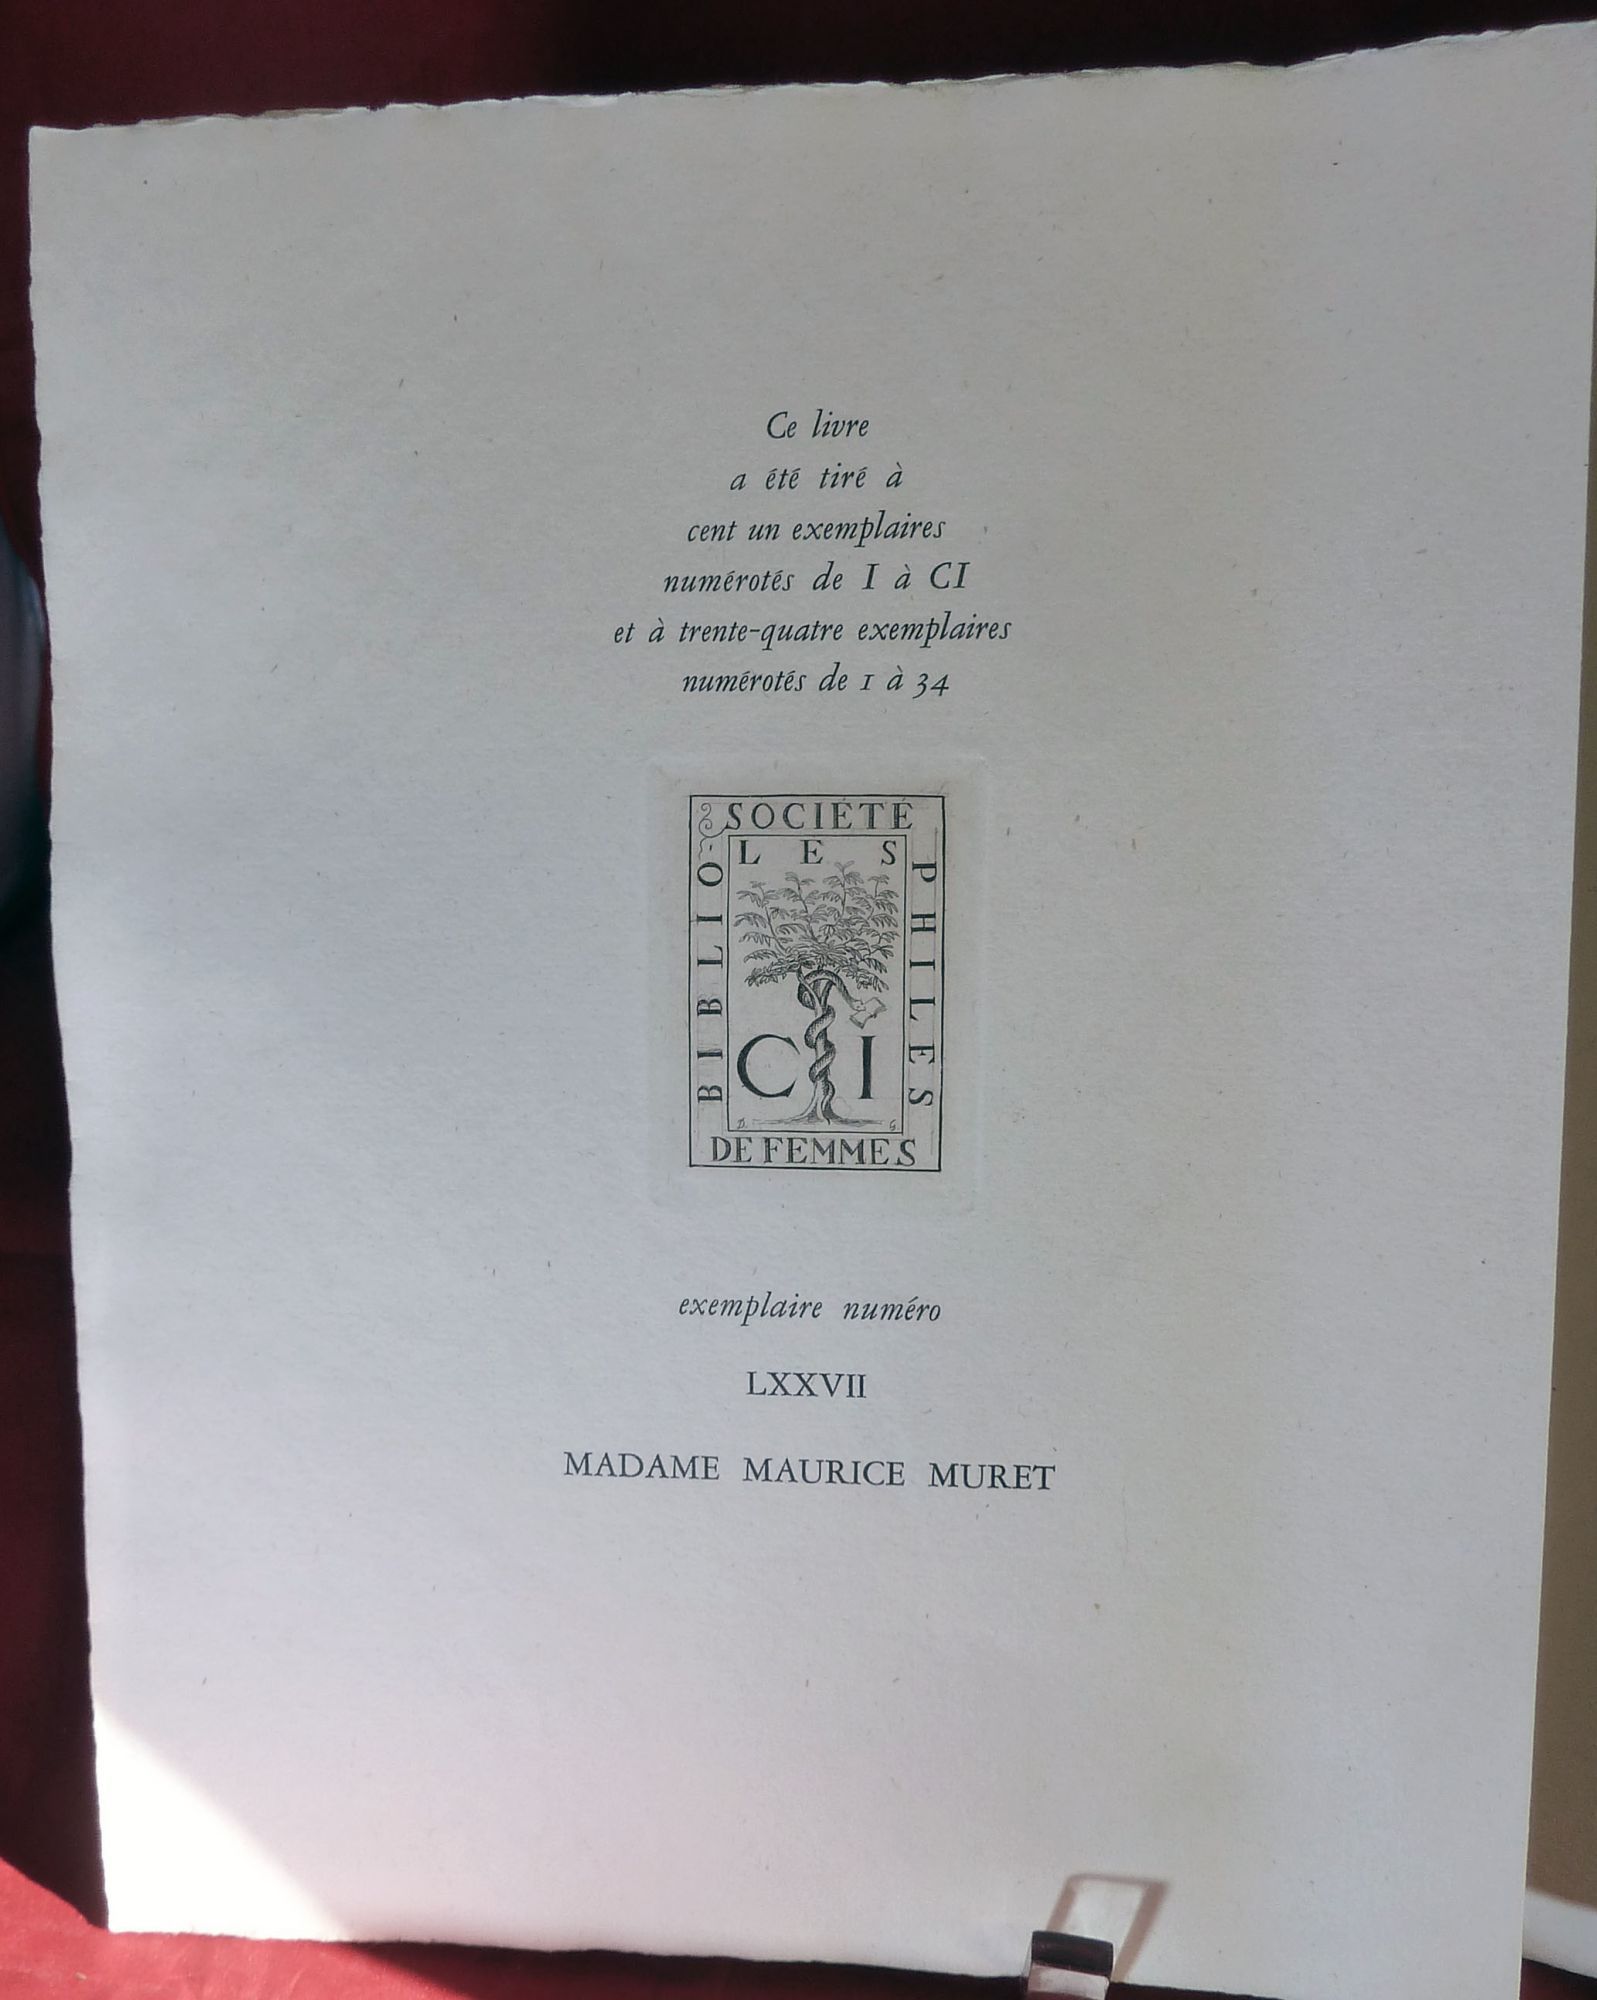 Ce livre
a été tiré à
cent un exemplaires
numérotés de I à CI
et à trente-quatre exemplaires
numérotés de 1 à 34
SOCIÉTÉ
LES
BIBLIO
PHILES
C I
D. G
DE FEMMES
exemplaire numéro
LXXVII
MADAME MAURICE MURET